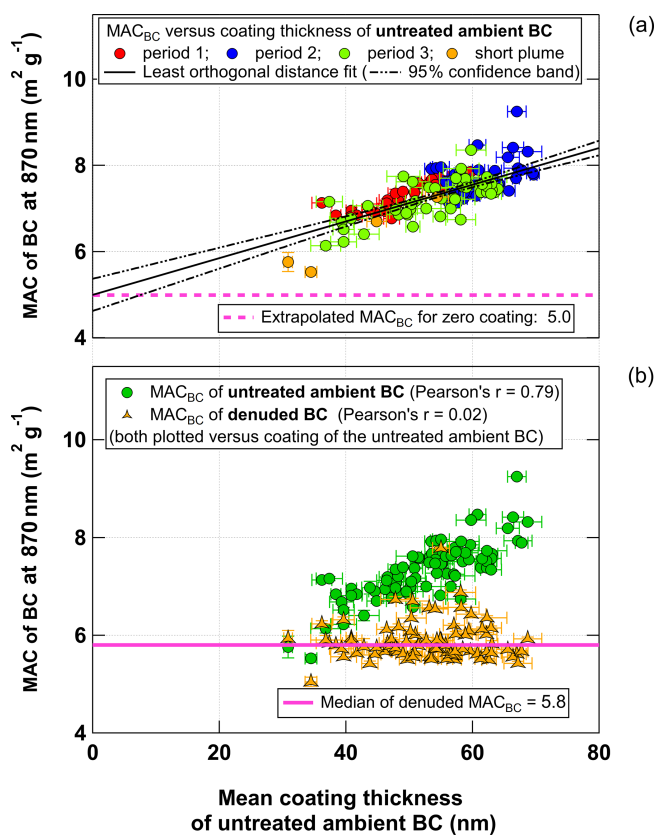 (a)
MAC of BC at 870 nm (m² g⁻¹)
10
8
6
4
MAC_BC versus coating thickness of untreated ambient BC
period 1; period 2; period 3; short plume
Least orthogonal distance fit ( 95% confidence band)
Extrapolated MAC_BC for zero coating: 5.0
(b)
MAC of BC at 870 nm (m² g⁻¹)
10
8
6
4
MAC_BC of untreated ambient BC (Pearson's r = 0.79)
MAC_BC of denuded BC (Pearson's r = 0.02)
(both plotted versus coating of the untreated ambient BC)
Median of denuded MAC_BC = 5.8
0 20 40 60 80
Mean coating thickness
of untreated ambient BC (nm)